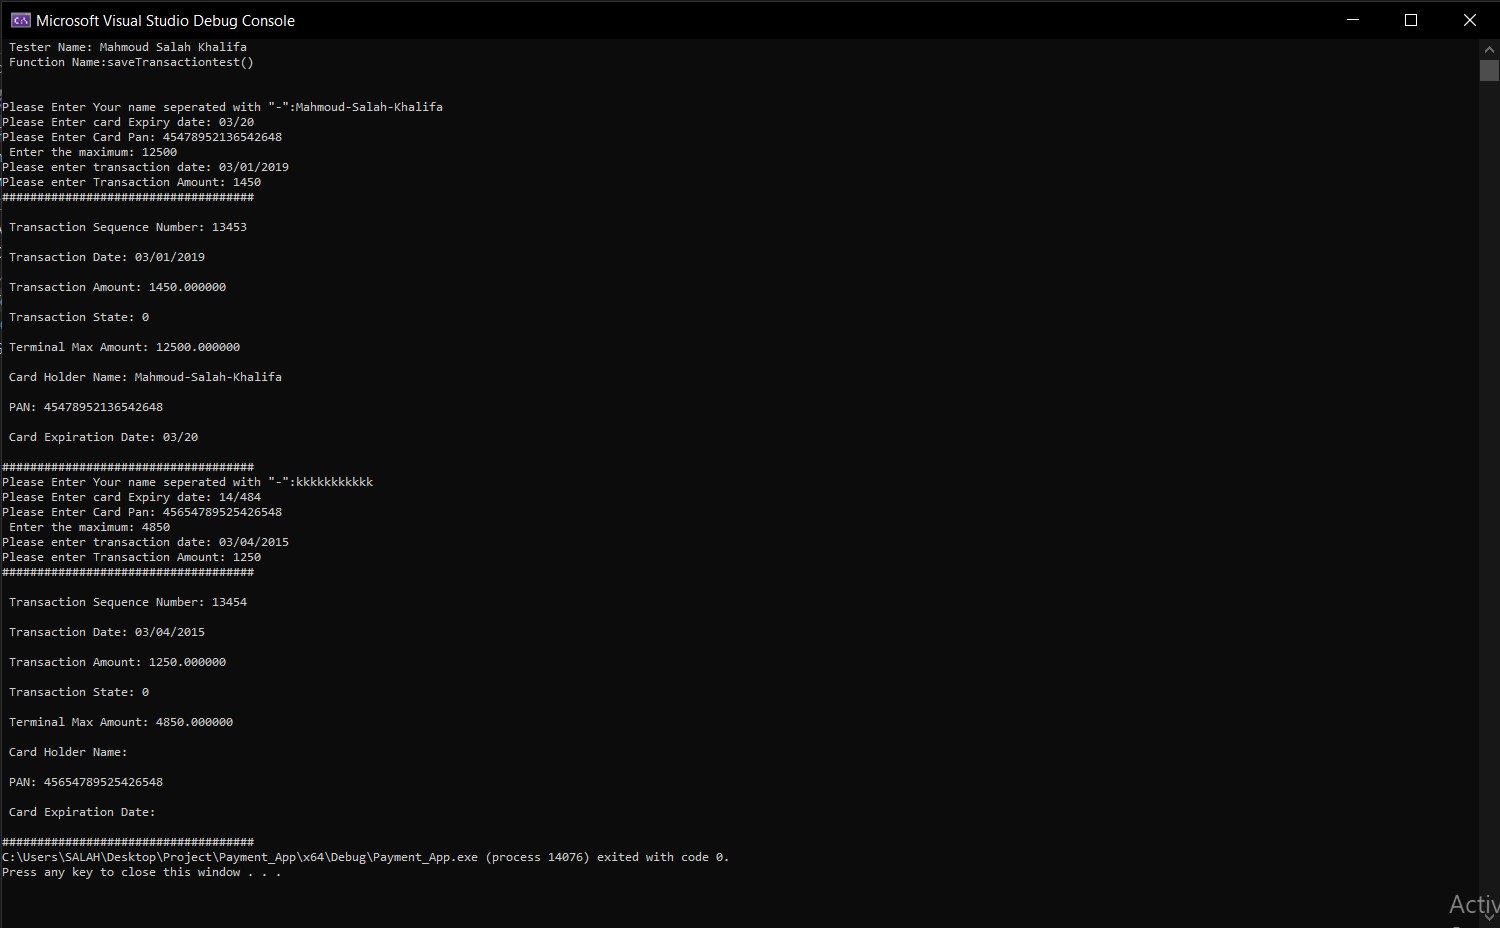 Microsoft Visual Studio Debug Console
Tester Name: Mahmoud Salah Khalifa
Function Name:saveTransactiontest()
Please Enter Your name seperated with "-":Mahmoud-Salah-Khalifa
Please Enter card Expiry date: 03/20
Please Enter Card Pan: 45478952136542648
Enter the maximum: 12500
Please enter transaction date: 03/01/2019
Please enter Transaction Amount: 1450
####################################
Transaction Sequence Number: 13453
Transaction Date: 03/01/2019
Transaction Amount: 1450.000000
Transaction State: 0
Terminal Max Amount: 12500.000000
Card Holder Name: Mahmoud-Salah-Khalifa
PAN: 45478952136542648
Card Expiration Date: 03/20
####################################
Please Enter Your name seperated with "-":kkkkkkkkkkk
Please Enter card Expiry date: 14/484
Please Enter Card Pan: 45654789525426548
Enter the maximum: 4850
Please enter transaction date: 03/04/2015
Please enter Transaction Amount: 1250
####################################
Transaction Sequence Number: 13454
Transaction Date: 03/04/2015
Transaction Amount: 1250.000000
Transaction State: 0
Terminal Max Amount: 4850.000000
Card Holder Name:
PAN: 45654789525426548
Card Expiration Date:
####################################
C:\Users\SALAH\Desktop\Project\Payment_App\x64\Debug\Payment_App.exe (process 14076) exited with code 0.
Press any key to close this window . . .
Activ